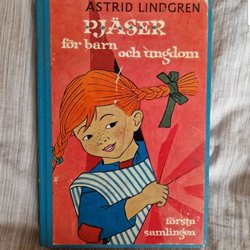 ASTRID LINDGREN
PJÄSER
för barn
och ungdom
första
samlingen